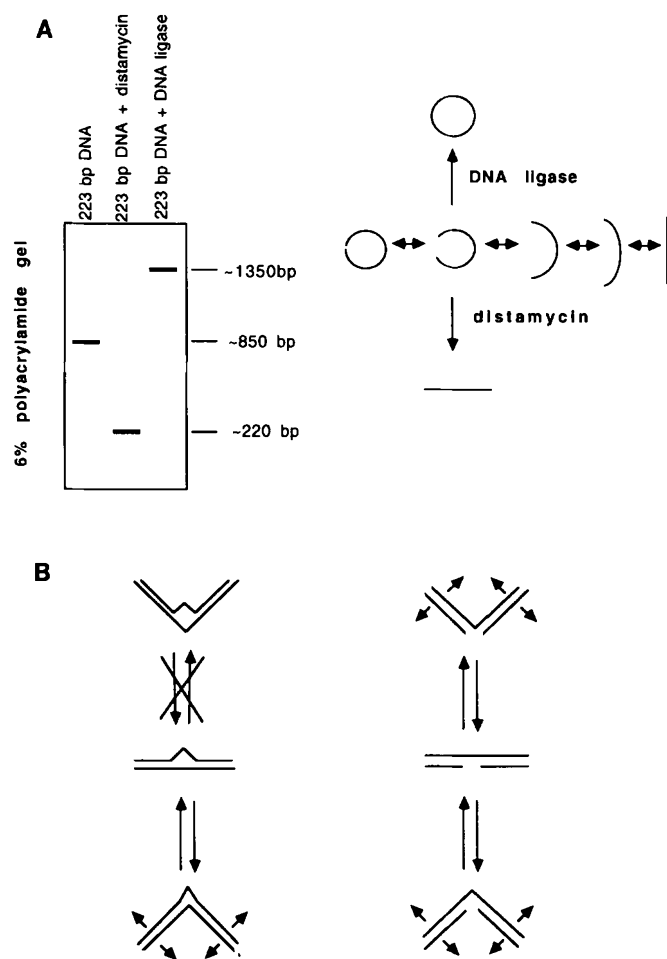 A
223 bp DNA
223 bp DNA + distamycin
223 bp DNA + DNA ligase
6% polyacrylamide gel
~1350bp
~850 bp
~220 bp
DNA ligase
distamycin
B